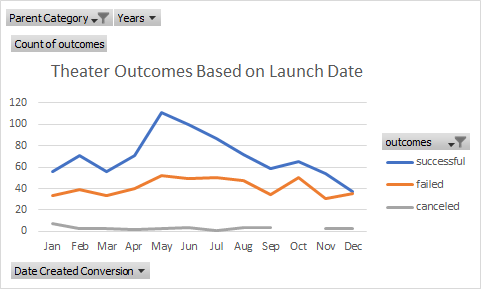 Parent Category Years
Count of outcomes
Theater Outcomes Based on Launch Date
120
100
80
60
40
20
0
Jan Feb Mar Apr May Jun Jul Aug Sep Oct Nov Dec
outcomes
successful
failed
canceled
Date Created Conversion